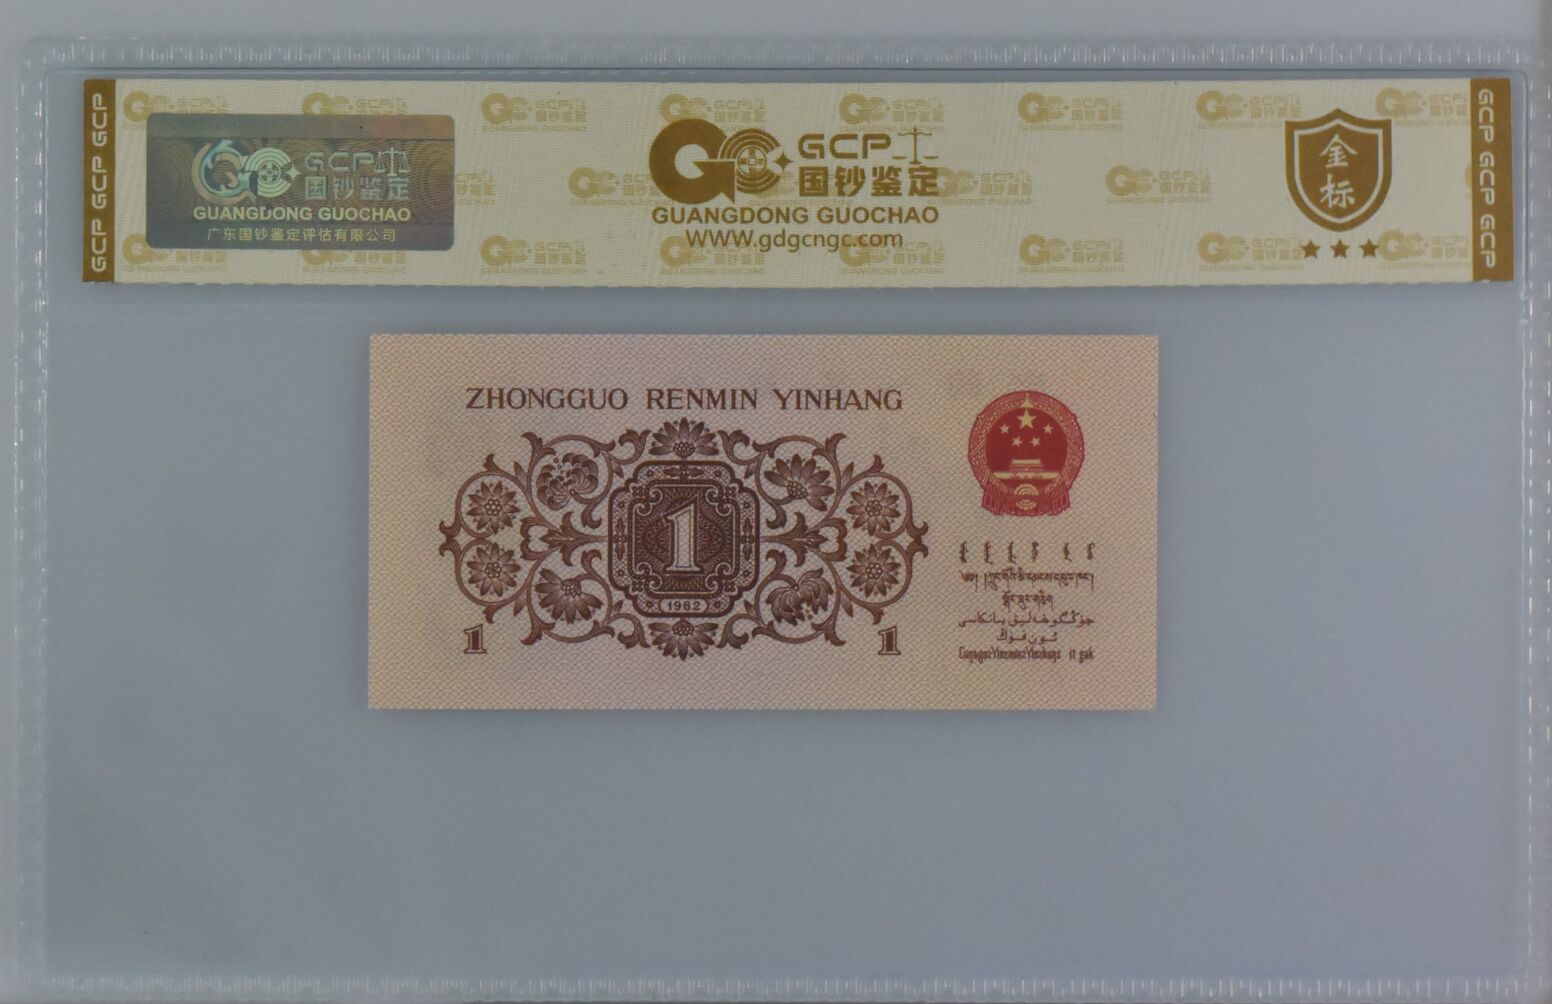 GCP GCP GCP
GCP
国钞鉴定
GUANGDONG GUOCHAO
广东国钞鉴定评估有限公司
GCP
国钞鉴定
GUANGDONG GUOCHAO
WWW.gdgcngc.com
金
标
GCP GCP GCP
ZHONGGUO RENMIN YINHANG
1
1962
1
1